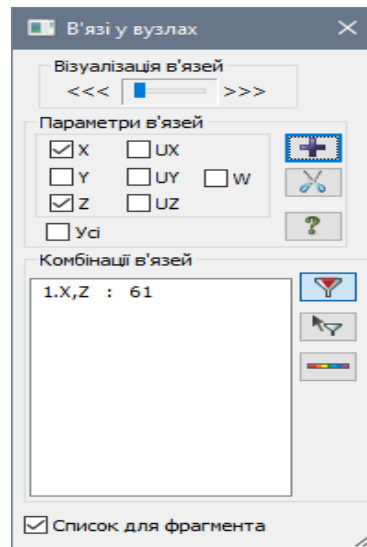 В'язі у вузлах
Візуалізація в'язей
<<< >>>
Параметри в'язей
X UX
Y UY W
Z UZ
Усі
Комбінації в'язей
1.X,Z : 61
Список для фрагмента